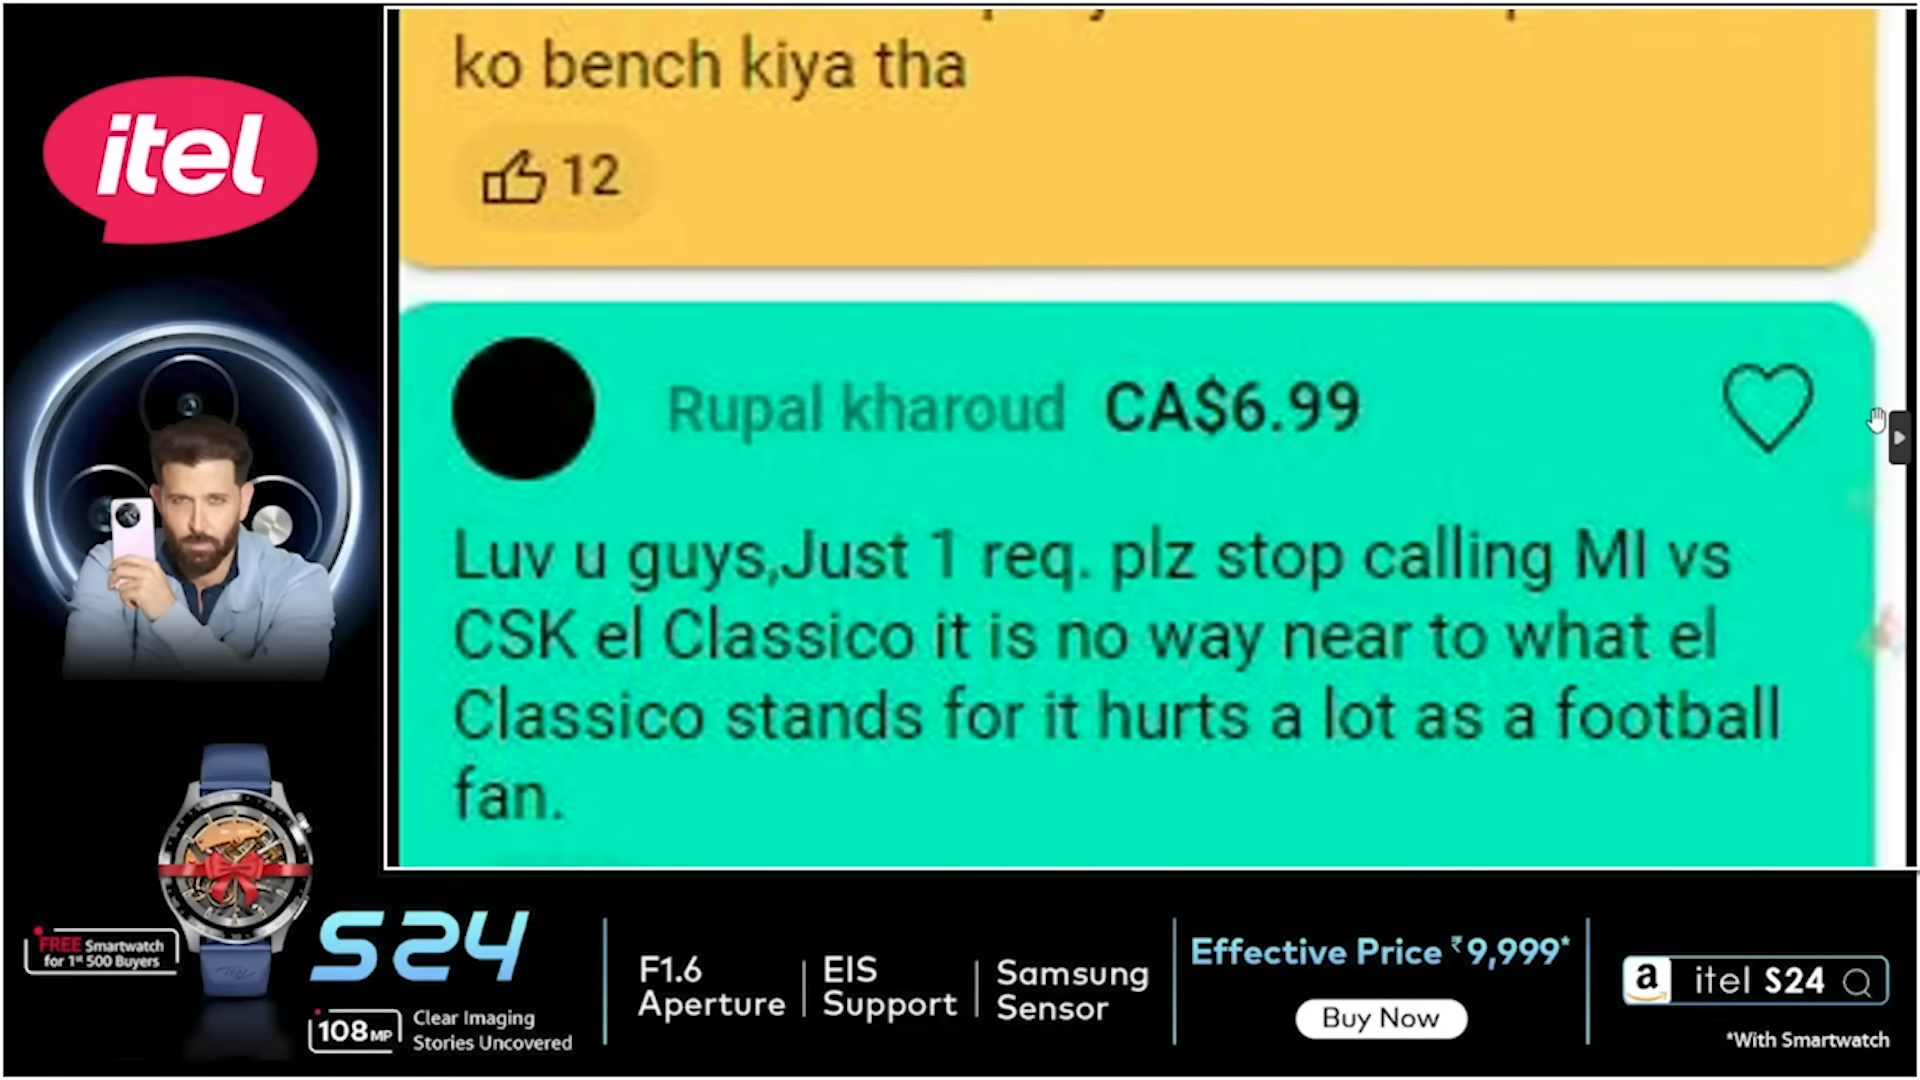 ko bench kiya tha
12
Rupal kharoud CA$6.99
Luv u guys,Just 1 req. plz stop calling MI vs
CSK el Classico it is no way near to what el
Classico stands for it hurts a lot as a football
fan.
itel
FREE Smartwatch
for 1st 500 Buyers
S24
108MP
Clear Imaging
Stories Uncovered
F1.6
Aperture
EIS
Support
Samsung
Sensor
Effective Price ₹9,999*
Buy Now
a itel S24
*With Smartwatch